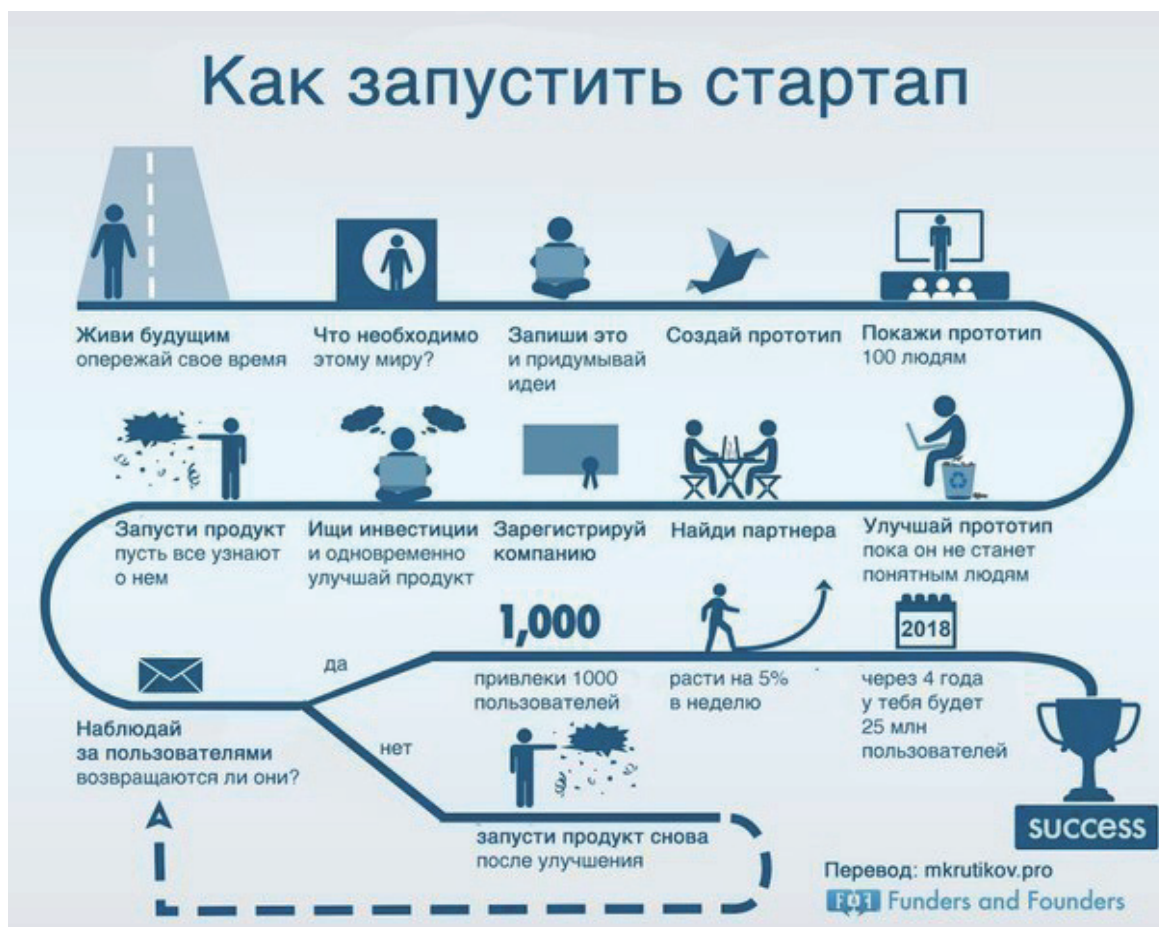 Как запустить стартап
Живи будущим
опережай свое время
Что необходимо
этому миру?
Запиши это
и придумывай
идеи
Создай прототип
Покажи прототип
100 людям
Улучшай прототип
пока он не станет
понятным людям
Найди партнера
Зарегистрируй
компанию
Ищи инвестиции
и одновременно
улучшай продукт
Запусти продукт
пусть все узнают
о нем
Наблюдай
за пользователями
возвращаются ли они?
да
1,000
привлеки 1000
пользователей
расти на 5%
в неделю
2018
через 4 года
у тебя будет
25 млн
пользователей
success
нет
запусти продукт снова
после улучшения
Перевод: mkrutikov.pro
F&F Funders and Founders